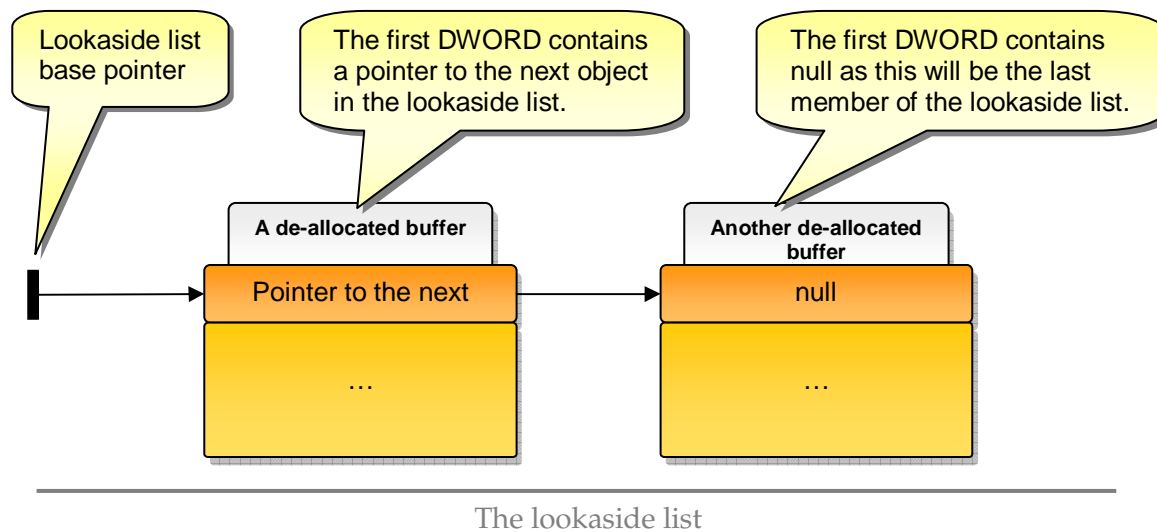 Lookaside list
base pointer
The first DWORD contains
a pointer to the next object
in the lookaside list.
The first DWORD contains
null as this will be the last
member of the lookaside list.
A de-allocated buffer
Another de-allocated
buffer
Pointer to the next
null
…
…
The lookaside list